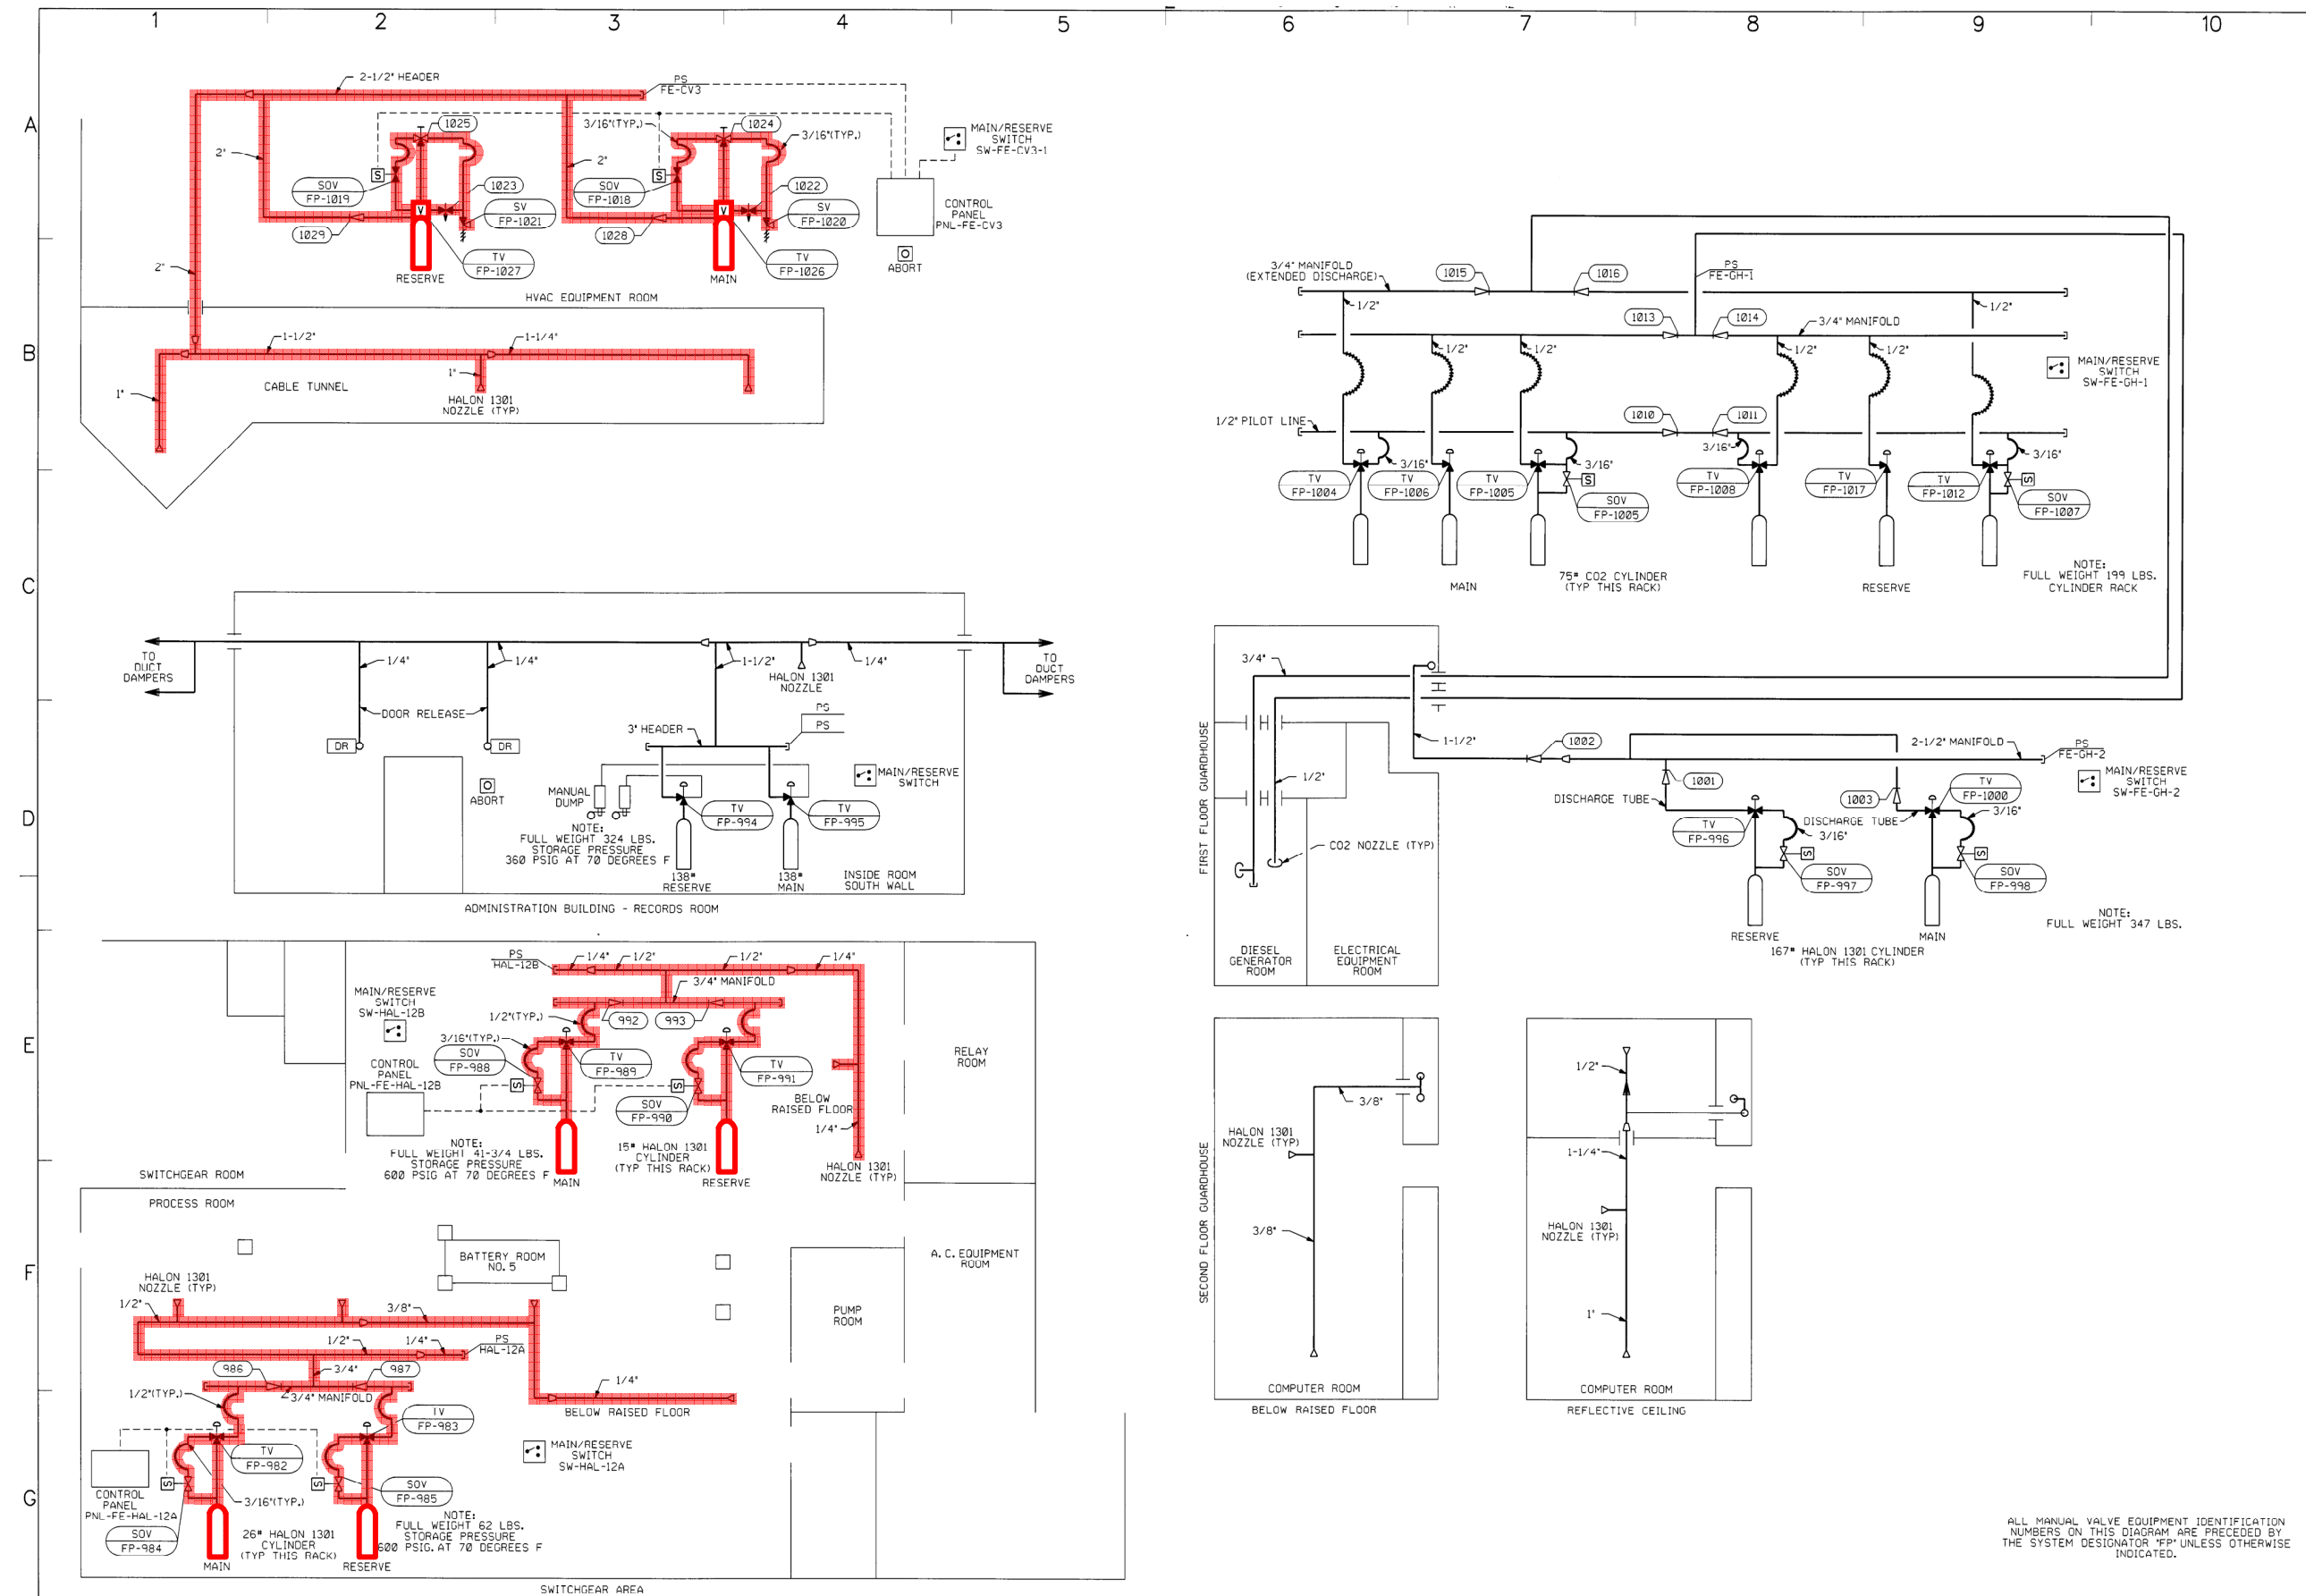 1 2 3 4 5 6 7 8 9 10
A
B
C
D
E
F
G
2-1/2" HEADER
PS
FE-CV3
1025
3/16"(TYP.)
1024
3/16"(TYP.)
MAIN/RESERVE
SWITCH
SW-FE-CV3-1
2"
2"
S
SOV
FP-1019
1023
S
SOV
FP-1018
1022
V
SV
FP-1021
V
SV
FP-1020
CONTROL
PANEL
PNL-FE-CV3
1029
1028
ABORT
2"
TV
FP-1027
TV
FP-1026
RESERVE
MAIN
HVAC EQUIPMENT ROOM
1-1/2"
1-1/4"
CABLE TUNNEL
1"
1"
HALON 1301
NOZZLE (TYP)
3/4" MANIFOLD
(EXTENDED DISCHARGE)
1015
1016
PS
FE-GH-1
1/2"
1/2"
1013
1014
3/4" MANIFOLD
1/2"
1/2"
1/2"
1/2"
MAIN/RESERVE
SWITCH
SW-FE-GH-1
1/2" PILOT LINE
1010
1011
3/16"
3/16"
3/16"
3/16"
TV
FP-1004
TV
FP-1006
TV
FP-1005
S
SOV
FP-1005
TV
FP-1008
TV
FP-1017
TV
FP-1012
S
SOV
FP-1007
MAIN
75# CO2 CYLINDER
(TYP THIS RACK)
RESERVE
NOTE:
FULL WEIGHT 199 LBS.
CYLINDER RACK
TO
DUCT
DAMPERS
1/4"
1/4"
1-1/2"
HALON 1301
NOZZLE
1/4"
TO
DUCT
DAMPERS
DOOR RELEASE
PS
PS
3" HEADER
DR
DR
ABORT
MANUAL
DUMP
MAIN/RESERVE
SWITCH
TV
FP-994
TV
FP-995
NOTE:
FULL WEIGHT 324 LBS.
STORAGE PRESSURE
360 PSIG AT 70 DEGREES F
138#
RESERVE
138#
MAIN
INSIDE ROOM
SOUTH WALL
ADMINISTRATION BUILDING - RECORDS ROOM
3/4"
FIRST FLOOR GUARDHOUSE
1-1/2"
1002
2-1/2" MANIFOLD
PS
FE-GH-2
1/2"
1001
MAIN/RESERVE
SWITCH
SW-FE-GH-2
DISCHARGE TUBE
1003
TV
FP-1000
DISCHARGE TUBE
TV
FP-996
3/16"
3/16"
CO2 NOZZLE (TYP)
S
S
SOV
FP-997
SOV
FP-998
NOTE:
FULL WEIGHT 347 LBS.
RESERVE
MAIN
167# HALON 1301 CYLINDER
(TYP THIS RACK)
DIESEL
GENERATOR
ROOM
ELECTRICAL
EQUIPMENT
ROOM
PS
HAL-12B
1/4"
1/2"
1/2"
1/4"
3/4" MANIFOLD
MAIN/RESERVE
SWITCH
SW-HAL-12B
1/2"(TYP.)
992
993
3/16"(TYP.)
SOV
FP-988
TV
FP-989
TV
FP-991
RELAY
ROOM
CONTROL
PANEL
PNL-FE-HAL-12B
S
S
SOV
FP-990
BELOW
RAISED FLOOR
1/4"
NOTE:
FULL WEIGHT 41-3/4 LBS.
STORAGE PRESSURE
600 PSIG AT 70 DEGREES F
MAIN
15# HALON 1301
CYLINDER
(TYP THIS RACK)
RESERVE
HALON 1301
NOZZLE (TYP)
SWITCHGEAR ROOM
PROCESS ROOM
BATTERY ROOM
NO.5
A.C. EQUIPMENT
ROOM
PUMP
ROOM
HALON 1301
NOZZLE (TYP)
1/2"
3/8"
1/2"
1/4"
PS
HAL-12A
986
3/4"
987
1/2"(TYP.)
3/4" MANIFOLD
1/4"
BELOW RAISED FLOOR
TV
FP-983
TV
FP-982
MAIN/RESERVE
SWITCH
SW-HAL-12A
S
S
SOV
FP-985
CONTROL
PANEL
PNL-FE-HAL-12A
3/16"(TYP.)
SOV
FP-984
26# HALON 1301
CYLINDER
(TYP THIS RACK)
NOTE:
FULL WEIGHT 62 LBS.
STORAGE PRESSURE
600 PSIG. AT 70 DEGREES F
MAIN
RESERVE
SWITCHGEAR AREA
SECOND FLOOR GUARDHOUSE
3/8"
HALON 1301
NOZZLE (TYP)
3/8"
COMPUTER ROOM
BELOW RAISED FLOOR
1/2"
1-1/4"
HALON 1301
NOZZLE (TYP)
1"
COMPUTER ROOM
REFLECTIVE CEILING
ALL MANUAL VALVE EQUIPMENT IDENTIFICATION
NUMBERS ON THIS DIAGRAM ARE PRECEDED BY
THE SYSTEM DESIGNATOR "FP" UNLESS OTHERWISE
INDICATED.